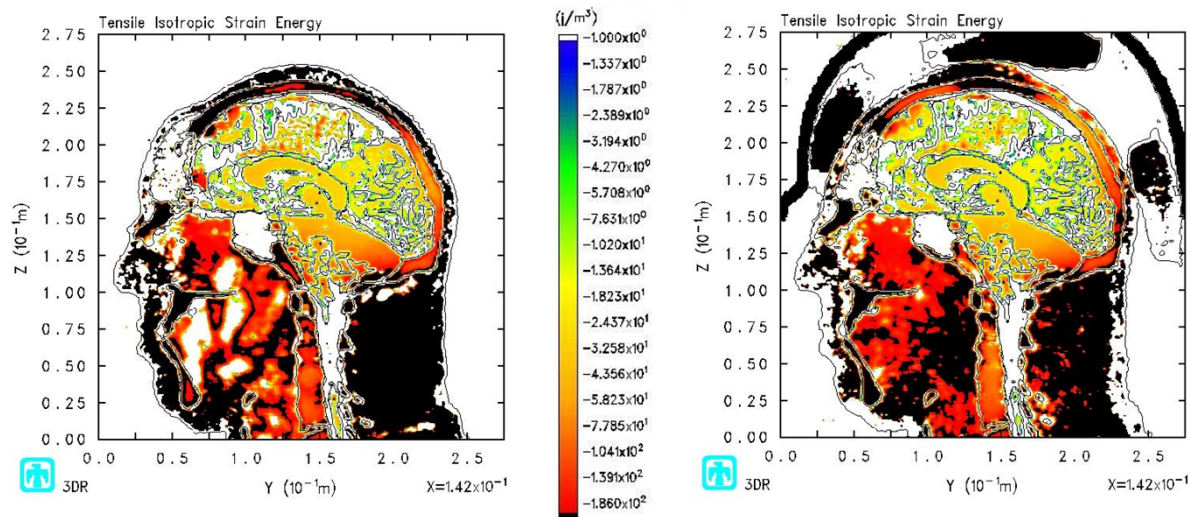 Tensile Isotropic Strain Energy
2.75
2.50
2.25
2.00
1.75
1.50
1.25
1.00
0.75
0.50
0.25
0.00
Z (10⁻¹m)
0.0 0.5 1.0 1.5 2.0 2.5
3DR
Y (10⁻¹m)
X=1.42x10⁻¹
(j/m³)
-1.000x10⁰
-1.337x10⁰
-1.787x10⁰
-2.389x10⁰
-3.194x10⁰
-4.270x10⁰
-5.708x10⁰
-7.631x10⁰
-1.020x10¹
-1.364x10¹
-1.823x10¹
-2.437x10¹
-3.258x10¹
-4.356x10¹
-5.823x10¹
-7.785x10¹
-1.041x10²
-1.391x10²
-1.860x10²
Tensile Isotropic Strain Energy
2.75
2.50
2.25
2.00
1.75
1.50
1.25
1.00
0.75
0.50
0.25
0.00
Z (10⁻¹m)
0.0 0.5 1.0 1.5 2.0 2.5
3DR
Y (10⁻¹m)
X=1.42x10⁻¹